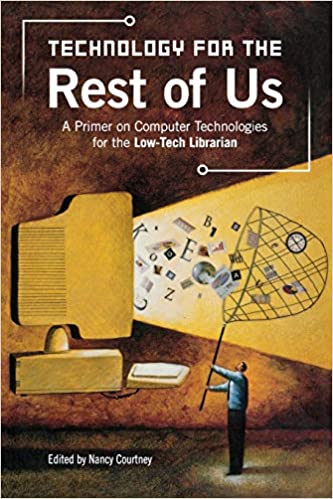 TECHNOLOGY FOR THE
Rest of Us
A Primer on Computer Technologies
for the Low-Tech Librarian
Edited by Nancy Courtney